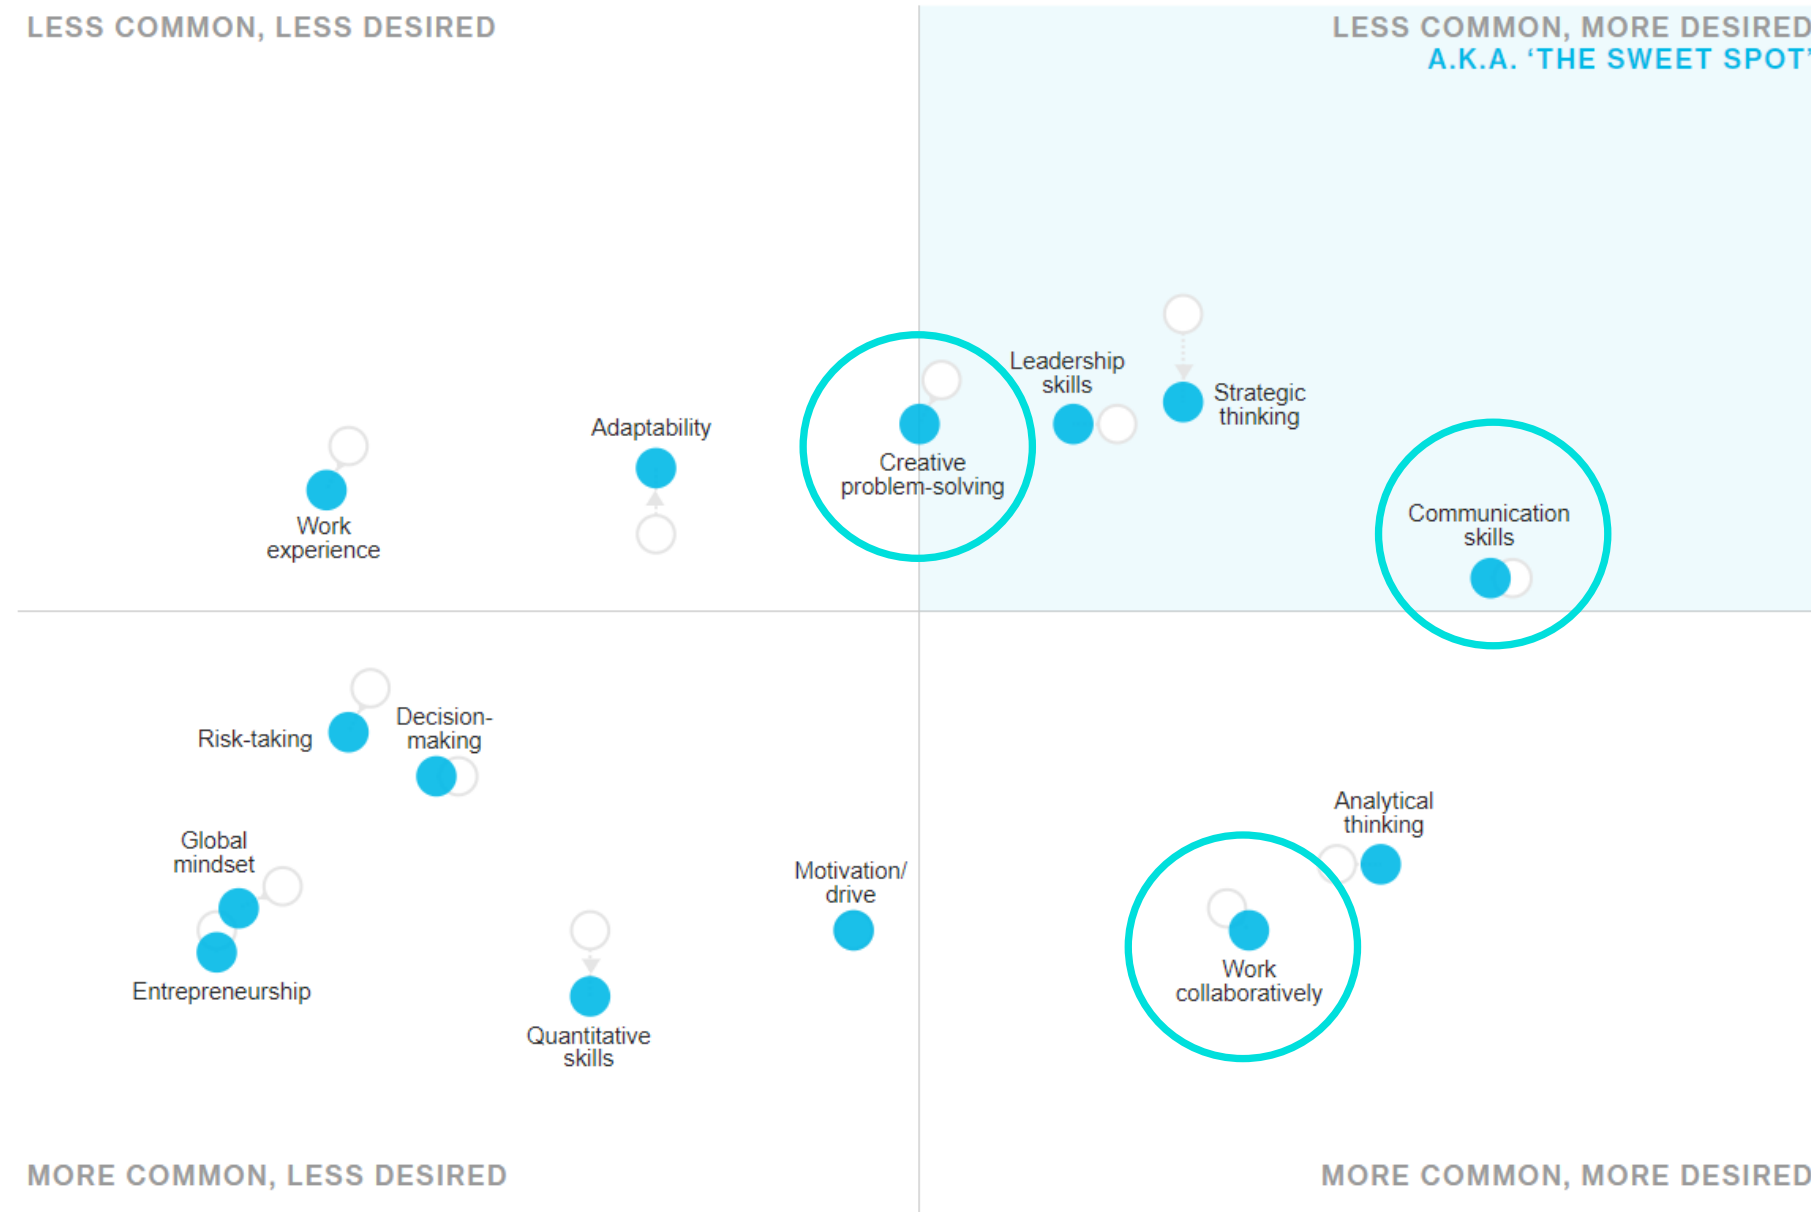 LESS COMMON, LESS DESIRED
LESS COMMON, MORE DESIRED
A.K.A. ‘THE SWEET SPOT’
Leadership
skills
Strategic
thinking
Adaptability
Creative
problem-solving
Work
experience
Communication
skills
Risk-taking
Decision-
making
Global
mindset
Entrepreneurship
Quantitative
skills
Motivation/
drive
Analytical
thinking
Work
collaboratively
MORE COMMON, LESS DESIRED
MORE COMMON, MORE DESIRED